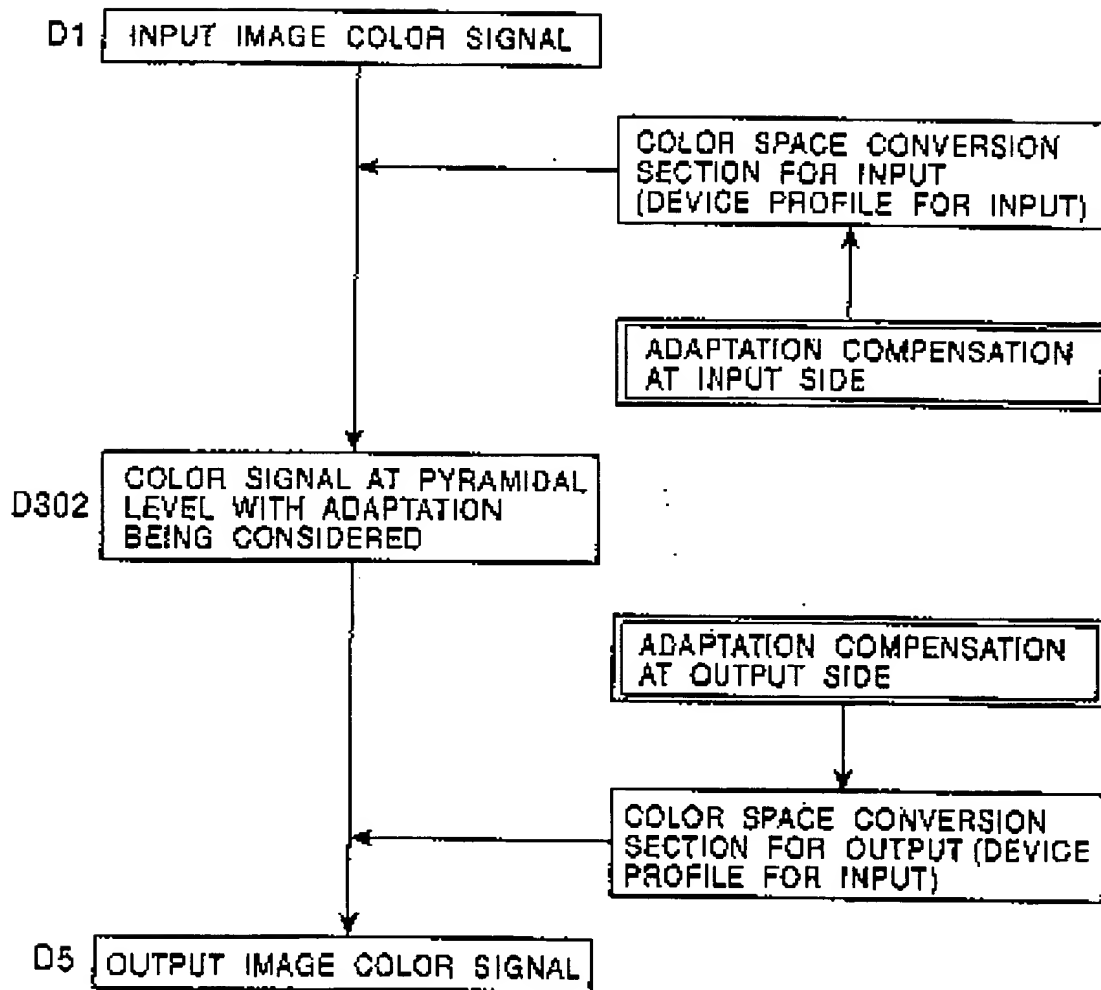 D1 INPUT IMAGE COLOR SIGNAL
COLOR SPACE CONVERSION
SECTION FOR INPUT
(DEVICE PROFILE FOR INPUT)
ADAPTATION COMPENSATION
AT INPUT SIDE
D302
COLOR SIGNAL AT PYRAMIDAL
LEVEL WITH ADAPTATION
BEING CONSIDERED
ADAPTATION COMPENSATION
AT OUTPUT SIDE
COLOR SPACE CONVERSION
SECTION FOR OUTPUT (DEVICE
PROFILE FOR INPUT)
D5 OUTPUT IMAGE COLOR SIGNAL